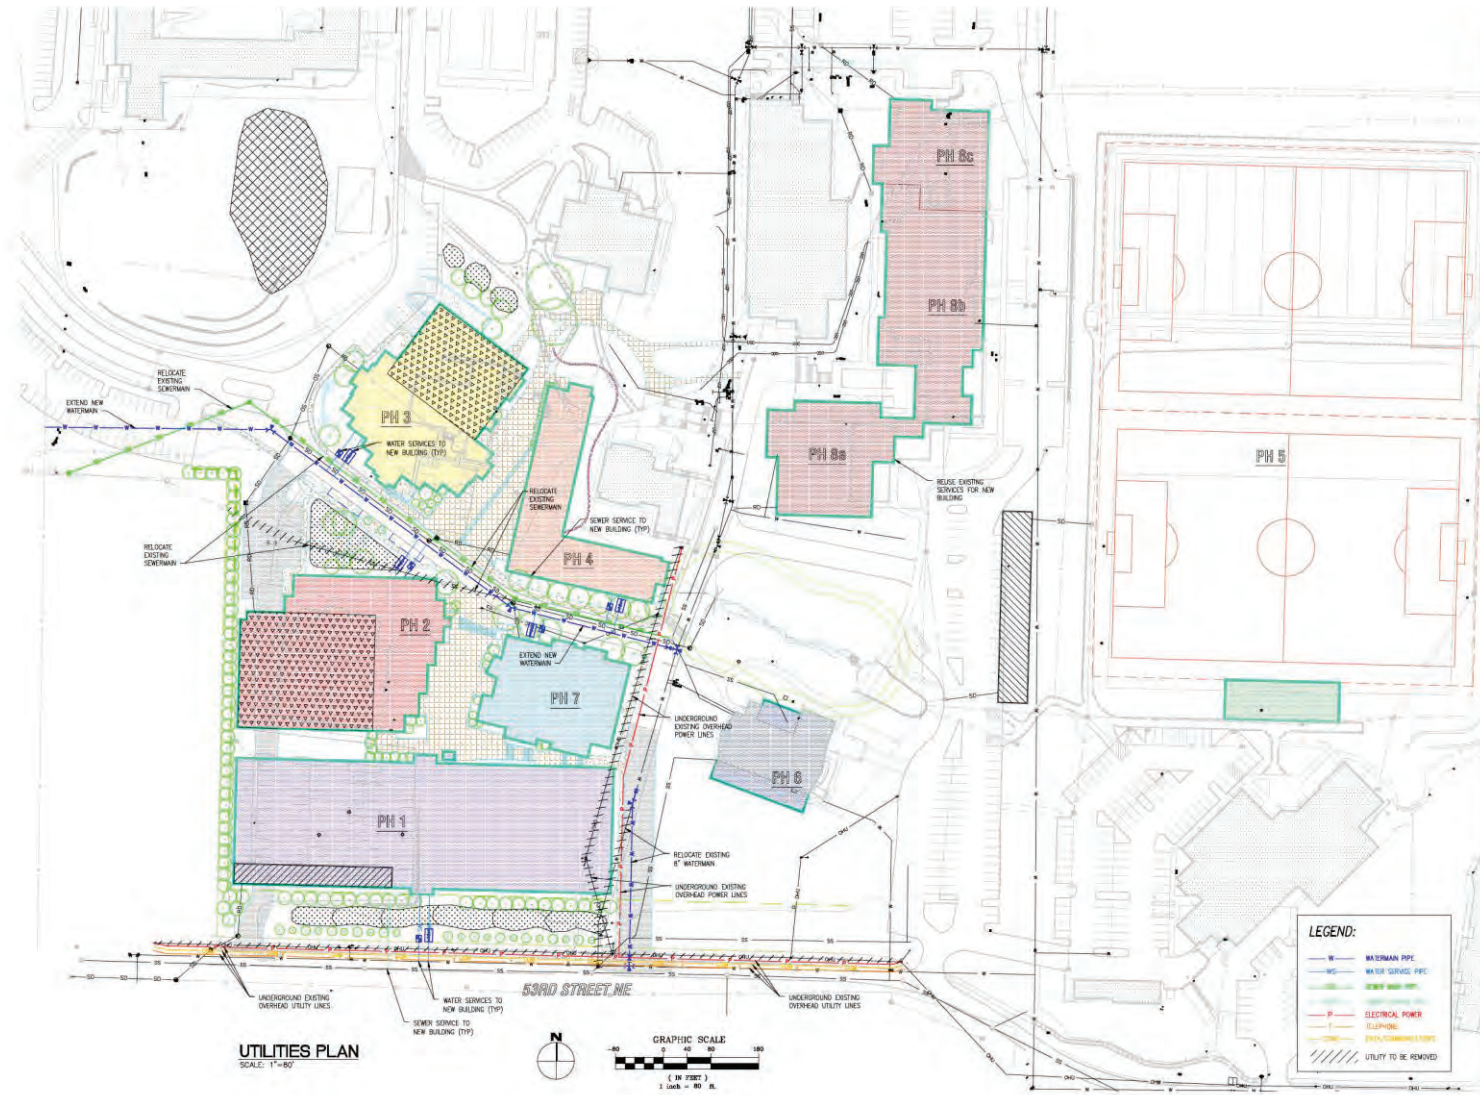 PH 8c
PH 8b
PH 3
RELOCATE
EXISTING
SEWERMAIN
EXTEND NEW
WATERMAIN
WATER SERVICES TO
NEW BUILDING (TYP)
PH 8a
PH 5
REUSE EXISTING
SERVICES FOR NEW
BUILDING
RELOCATE
EXISTING
SEWERMAIN
SEWER SERVICE TO
NEW BUILDING (TYP)
RELOCATE
EXISTING
SEWERMAIN
PH 4
PH 2
EXTEND NEW
WATERMAIN
PH 7
UNDERGROUND
EXISTING OVERHEAD
POWER LINES
PH 6
PH 1
RELOCATE EXISTING
8" WATERMAIN
UNDERGROUND EXISTING
OVERHEAD POWER LINES
53RD STREET NE
UNDERGROUND EXISTING
OVERHEAD UTILITY LINES
WATER SERVICES TO
NEW BUILDING (TYP)
SEWER SERVICE TO
NEW BUILDING (TYP)
UNDERGROUND EXISTING
OVERHEAD UTILITY LINES
UTILITIES PLAN
SCALE: 1"=80'
N
GRAPHIC SCALE
-80 0 40 80 160
( IN FEET )
1 inch = 80 ft.
LEGEND:
W WATERMAIN PIPE
WS WATER SERVICE PIPE
P ELECTRICAL POWER
T TELEPHONE
UTILITY TO BE REMOVED